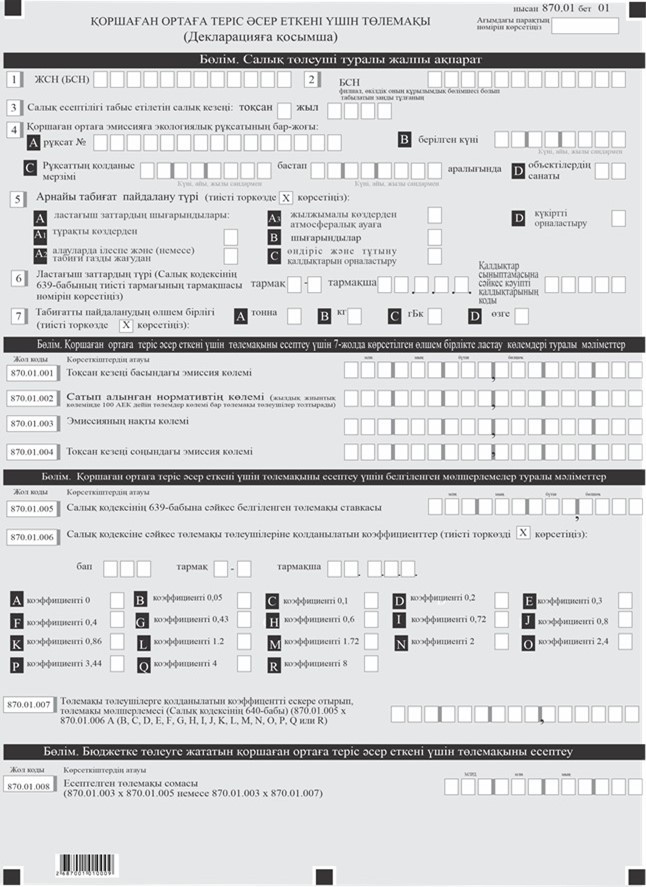 нысан 870.01 бет 01
ҚОРШАҒАН ОРТАҒА ТЕРІС ӘСЕР ЕТКЕНІ ҮШІН ТӨЛЕМАҚЫ
(Декларацияға қосымша)
Ағымдағы парақтың
нөмірін көрсетіңіз
Бөлім. Салық төлеуші туралы жалпы ақпарат
1 ЖСН (БСН)
2 БСН
филиал, өкілдік оның құрылымдық бөлімшесі болып
табылатын заңды тұлғаның
3 Салық есептілігі табыс етілетін салық кезеңі: тоқсан жыл
4 Қоршаған ортаға эмиссияға экологиялық рұқсатының бар-жоғы:
A рұқсат № B берілген күні
Күні, айы, жылы сандармен
C Рұқсаттың қолданыс мерзімі бастап аралығында D объектілердің санаты
Күні, айы, жылы сандармен Күні, айы, жылы сандармен
5 Арнайы табиғат пайдалану түрі (тиісті торкөзде X көрсетіңіз):
A ластағыш заттардың шығарындылары:
A1 тұрақты көздерден
A2 алауларда ілеспе және (немесе) табиғи газды жағудан
A3 жылжымалы көздерден атмосфералық ауаға
B шығарындылар
C өндіріс және тұтыну қалдықтарын орналастыру
D күкіртті орналастыру
6 Ластағыш заттардың түрі (Салық кодексінің
639-бабының тиісті тармағының тармақшасы
нөмірін көрсетіңіз)
тармақ - тармақша
Қалдықтар
сыныптамасына
сәйкес қауіпті
қалдықтарының
коды
7 Табиғатты пайдаланудың өлшем бірлігі
(тиісті торкөзде X көрсетіңіз):
A тонна B кг C гБк D өзге
Бөлім. Қоршаған ортаға теріс әсер еткені үшін төлемақыны есептеу үшін 7-жолда көрсетілген өлшем бірлікте ластау көлемдері туралы мәліметтер
Жол коды Көрсеткіштердің атауы
млн мың бүтін бөлшек
870.01.001 Тоқсан кезеңі басындағы эмиссия көлемі
870.01.002 Сатып алынған нормативтің көлемі (жылдық жиынтық
көлемінде 100 АЕК дейін төлемдер көлемі бар төлемақы төлеушілер толтырады)
870.01.003 Эмиссияның нақты көлемі
870.01.004 Тоқсан кезеңі соңындағы эмиссия көлемі
Бөлім. Қоршаған ортаға теріс әсер еткені үшін төлемақыны есептеу үшін белгіленген мөлшерлемелер туралы мәліметтер
Жол коды Көрсеткіштердің атауы
млн мың бүтін бөлшек
870.01.005 Салық кодексінің 639-бабына сәйкес белгіленген төлемақы ставкасы
870.01.006 Салық кодексіне сәйкес төлемақы төлеушілеріне қолданылатын коэффициенттер (тиісті торкөзді X көрсетіңіз):
бап тармақ - тармақша
A коэффициенті 0 B коэффициенті 0,05 C коэффициенті 0,1 D коэффициенті 0,2 E коэффициенті 0,3
F коэффициенті 0,4 G коэффициенті 0,43 H коэффициенті 0,6 I коэффициенті 0,72 J коэффициенті 0,8
K коэффициенті 0,86 L коэффициенті 1.2 M коэффициенті 1.72 N коэффициенті 2 O коэффициенті 2,4
P коэффициенті 3,44 Q коэффициенті 4 R коэффициенті 8
870.01.007 Төлемақы төлеушілерге қолданылатын коэффициентті ескере отырып,
төлемақы мөлшерлемесі (Салық кодексінің 640-бабы) (870.01.005 x
870.01.006 A (B, C, D, E, F, G, H, I, J, K, L, M, N, O, P, Q или R)
Бөлім. Бюджетке төлеуге жататын қоршаған ортаға теріс әсер еткені үшін төлемақыны есептеу
Жол коды Көрсеткіштердің атауы
млрд млн мың
870.01.008 Есептелген төлемақы сомасы
(870.01.003 x 870.01.005 немесе 870.01.003 x 870.01.007)
2687001010009